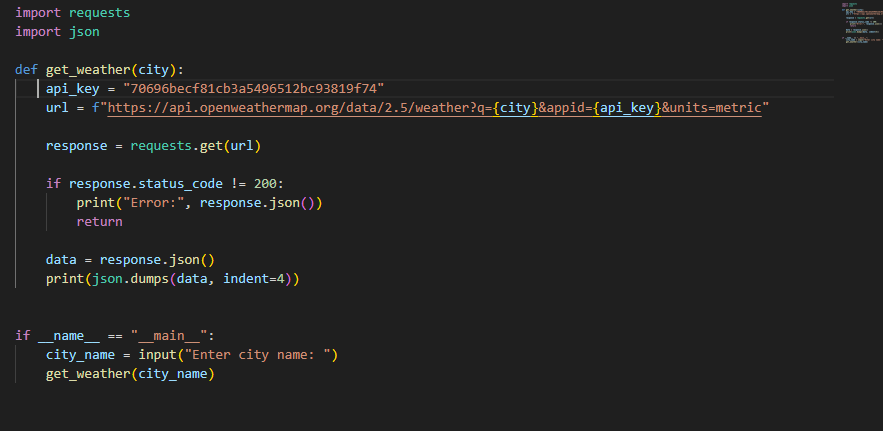 import requests
import json

def get_weather(city):
    api_key = "70696becf81cb3a5496512bc93819f74"
    url = f"https://api.openweathermap.org/data/2.5/weather?q={city}&appid={api_key}&units=metric"

    response = requests.get(url)

    if response.status_code != 200:
        print("Error:", response.json())
        return

    data = response.json()
    print(json.dumps(data, indent=4))


if __name__ == "__main__":
    city_name = input("Enter city name: ")
    get_weather(city_name)